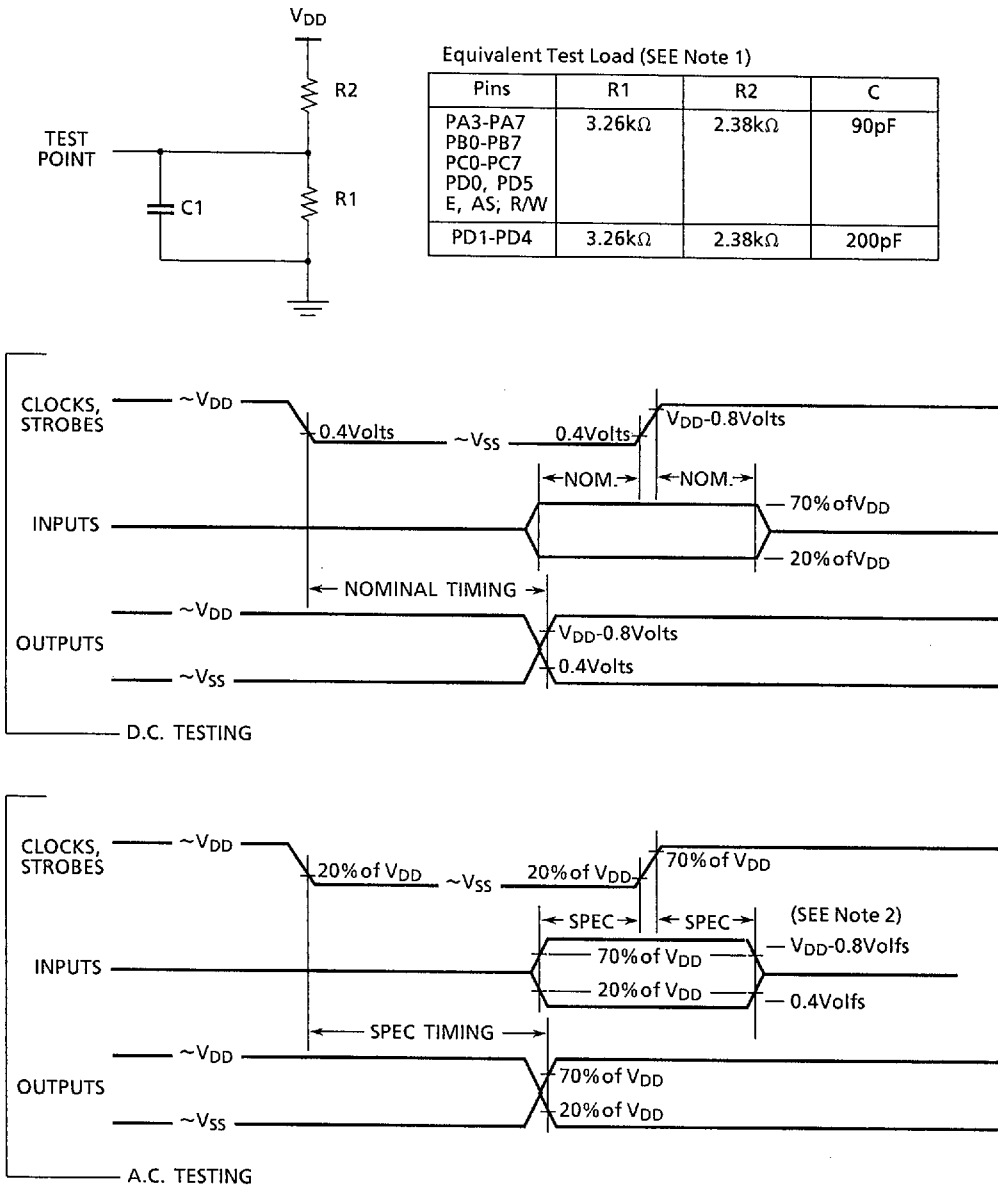 VDD
R2
TEST
POINT
R1
C1
Equivalent Test Load (SEE Note 1)
Pins R1 R2 C
PA3-PA7 3.26kΩ 2.38kΩ 90pF
PB0-PB7
PC0-PC7
PD0, PD5
E, AS; R/W
PD1-PD4 3.26kΩ 2.38kΩ 200pF
CLOCKS,
STROBES
~VDD
0.4Volts
~VSS
0.4Volts
VDD-0.8Volts
NOM.
NOM.
INPUTS
70% of VDD
20% of VDD
NOMINAL TIMING
OUTPUTS
~VDD
VDD-0.8Volts
0.4Volts
~VSS
D.C. TESTING
CLOCKS,
STROBES
~VDD
20% of VDD
~VSS
20% of VDD
70% of VDD
SPEC
SPEC
(SEE Note 2)
INPUTS
70% of VDD
20% of VDD
VDD-0.8Volfs
0.4Volfs
SPEC TIMING
OUTPUTS
~VDD
70% of VDD
20% of VDD
~VSS
A.C. TESTING